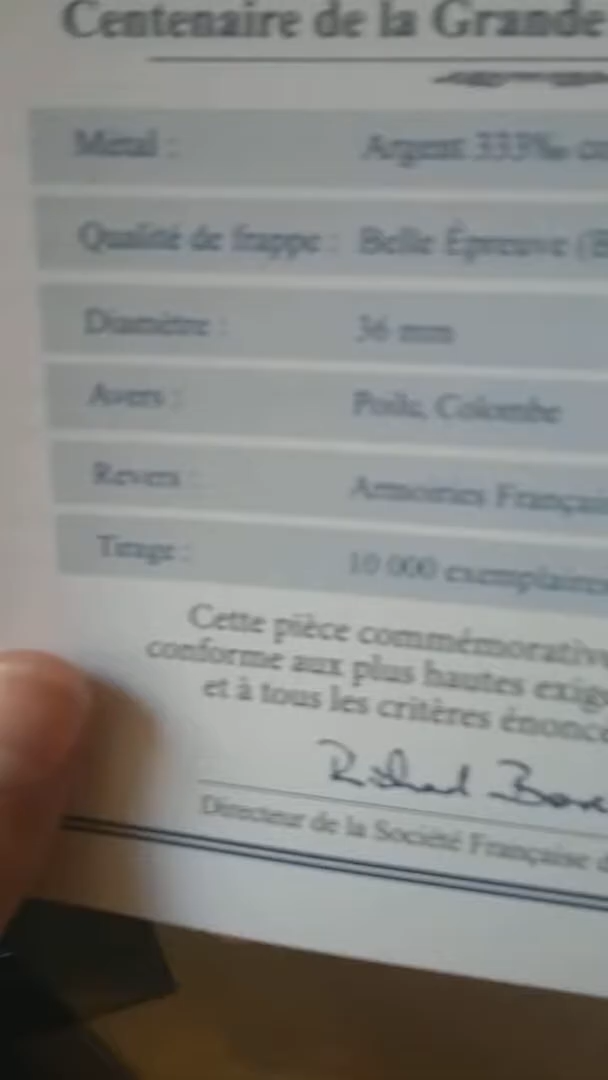 Centenaire de la Grande
Métal : Argent 333‰
Qualité de frappe : Belle Épreuve
Diamètre : 36 mm
Avers : Poilu, Colombe
Revers : Armoiries
Tirage : 10 000
Cette pièce
conforme aux plus hautes
et à tous les critères
Richard
Directeur de la Société Française